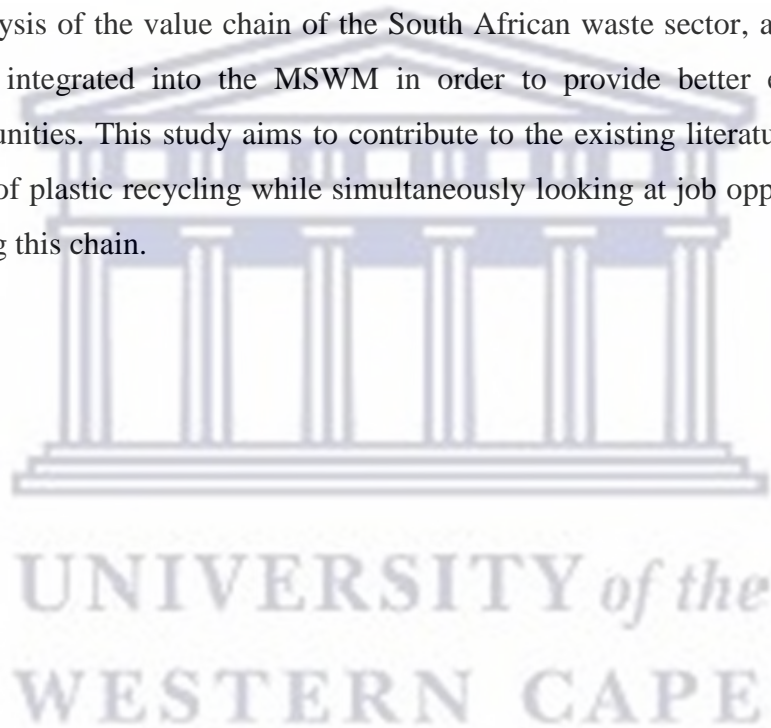 ysis of the value chain of the South African waste sector, a
integrated into the MSWM in order to provide better
unities. This study aims to contribute to the existing literatu
of plastic recycling while simultaneously looking at job opp
g this chain.
UNIVERSITY of the
WESTERN CAPE